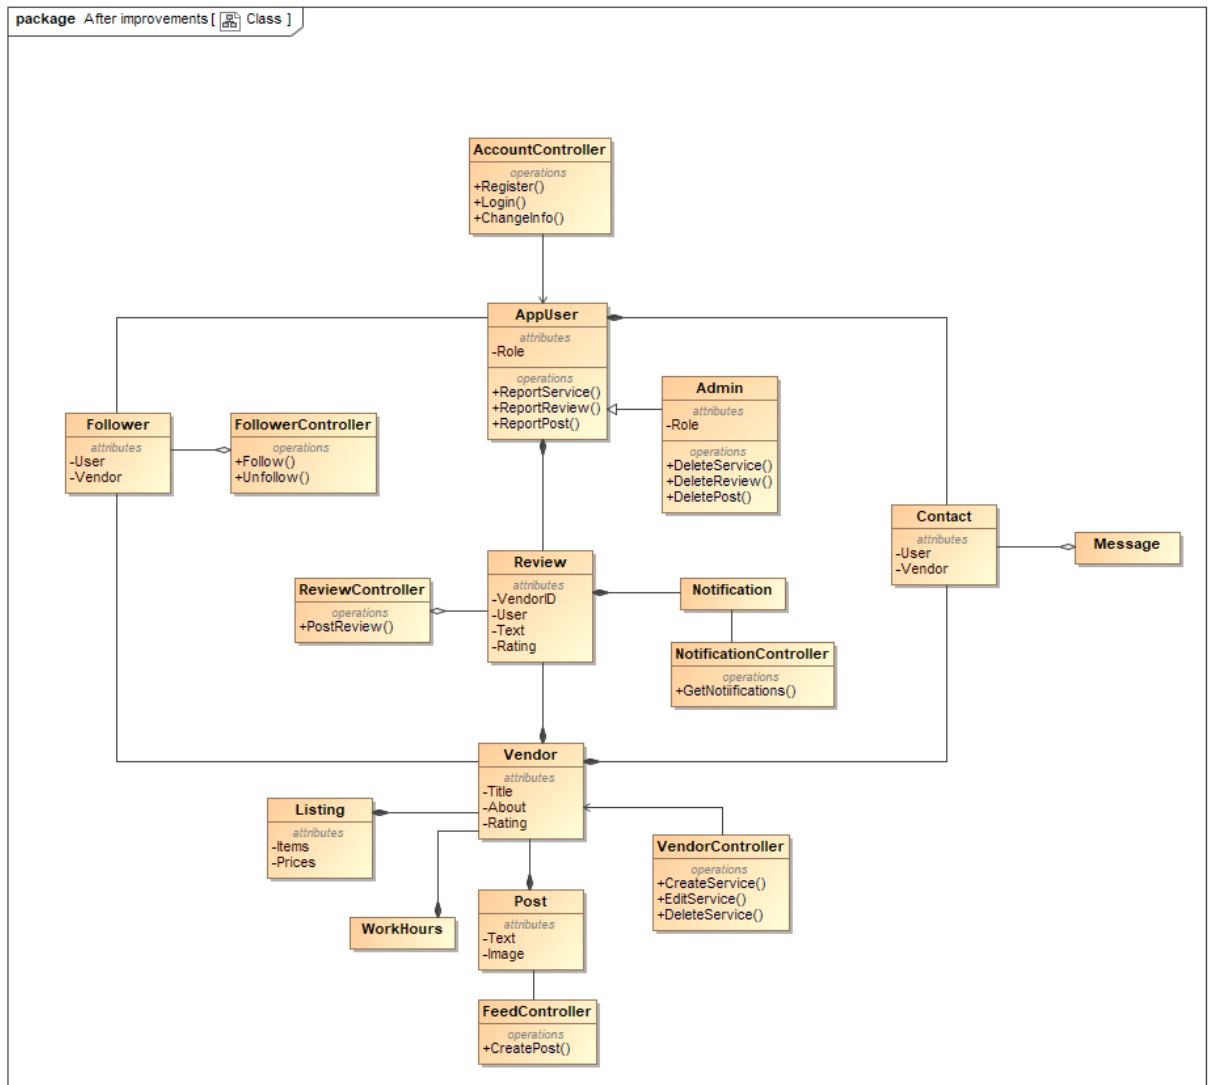 package After improvements [ Class ]
AccountController
operations
+Register()
+Login()
+ChangeInfo()
AppUser
attributes
-Role
operations
+ReportService()
+ReportReview()
+ReportPost()
Admin
attributes
-Role
operations
+DeleteService()
+DeleteReview()
+DeletePost()
Follower
attributes
-User
-Vendor
FollowerController
operations
+Follow()
+Unfollow()
Contact
attributes
-User
-Vendor
Message
Review
attributes
-VendorID
-User
-Text
-Rating
ReviewController
operations
+PostReview()
Notification
NotificationController
operations
+GetNotiifications()
Vendor
attributes
-Title
-About
-Rating
Listing
attributes
-Items
-Prices
VendorController
operations
+CreateService()
+EditService()
+DeleteService()
WorkHours
Post
attributes
-Text
-Image
FeedController
operations
+CreatePost()